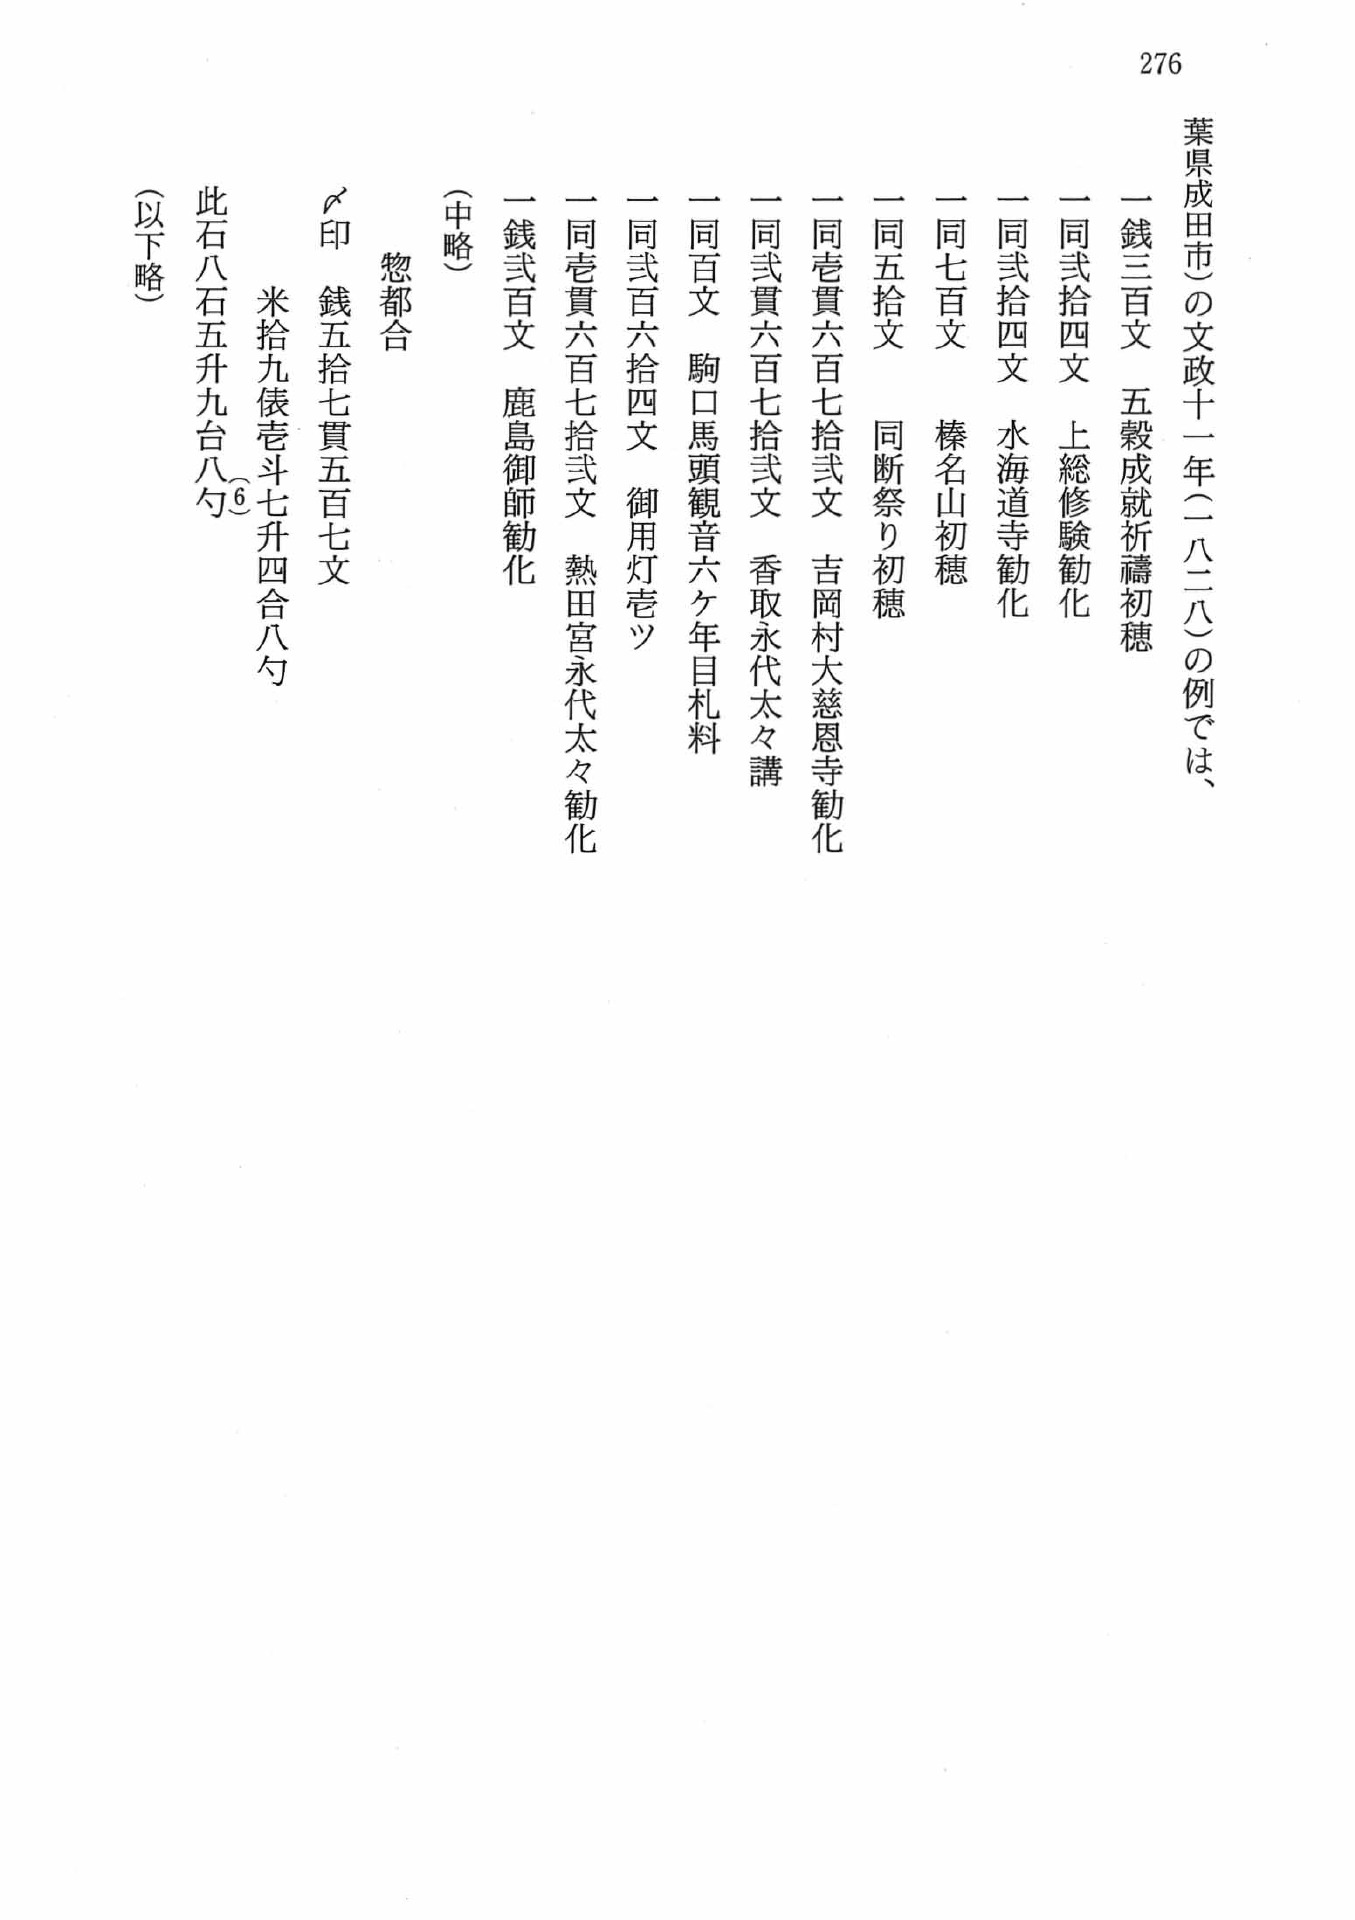 276
葉県成田市)の文政十一年(一八二八)の例では、
一銭三百文　五穀成就祈禱初穂
一同弐拾四文　上総修験勧化
一同弐拾四文　水海道寺勧化
一同七百文　　榛名山初穂
一同五拾文　　同断祭り初穂
一同壱貫六百七拾弐文　吉岡村大慈恩寺勧化
一同弐貫六百七拾弐文　香取永代太々講
一同百文　駒口馬頭観音六ケ年目札料
一同弐百六拾四文　御用灯壱ツ
一同壱貫六百七拾弐文　熱田宮永代太々勧化
一銭弐百文　鹿島御師勧化
(中略)
惣都合
〆印　銭五拾七貫五百七文
米拾九俵壱斗七升四合八勺
此石八石五升九台八勺(6)
(以下略)